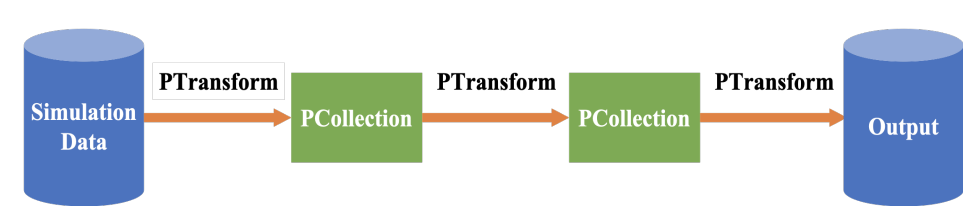 Simulation
Data
PTransform
PCollection
PTransform
PCollection
PTransform
Output